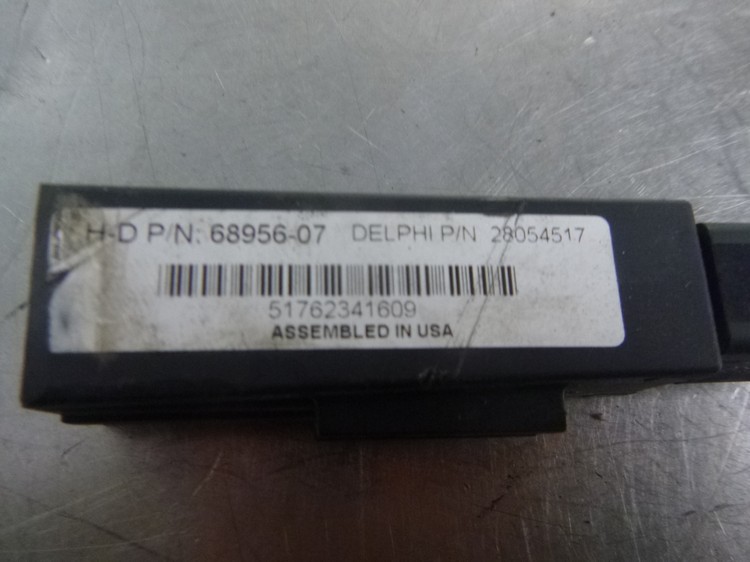 H-D P/N: 68956-07 DELPHI P/N 28054517
51762341609
ASSEMBLED IN USA